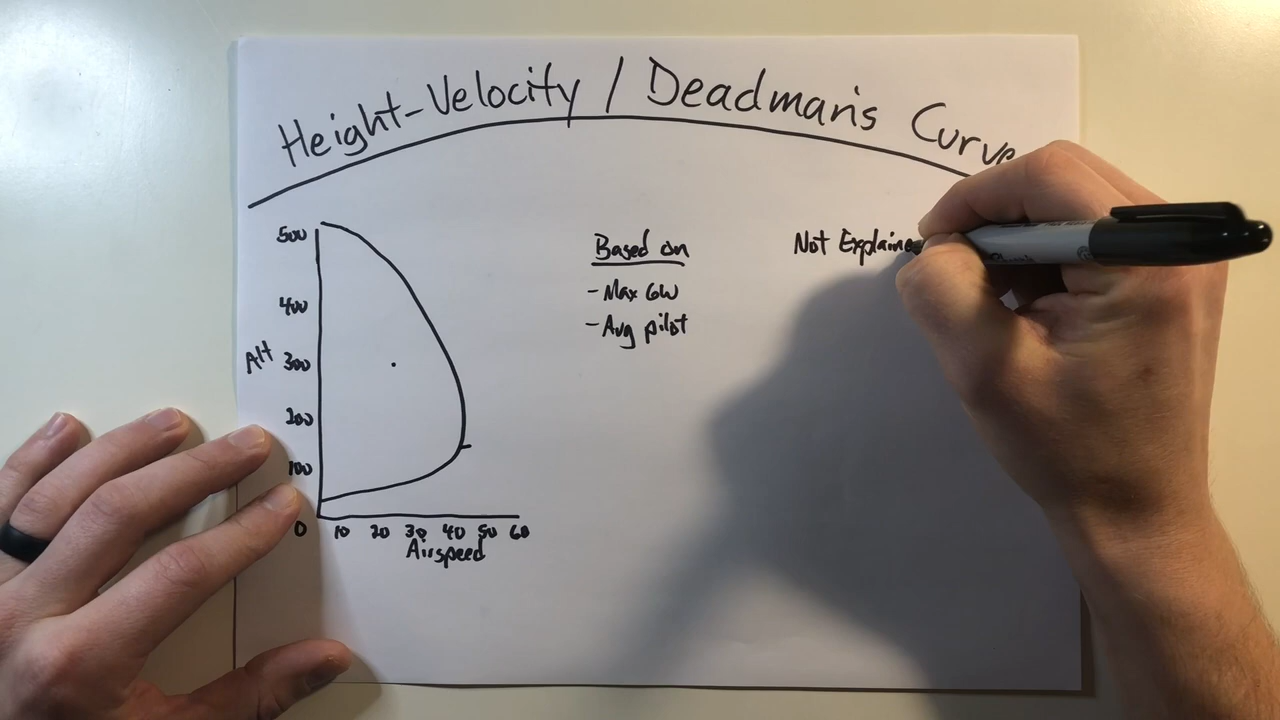 Height-Velocity / Deadman's Curve
500
400
Alt 300
200
100
0 10 20 30 40 50 60
Airspeed
Based on
- Max GW
- Avg pilot
Not Explained